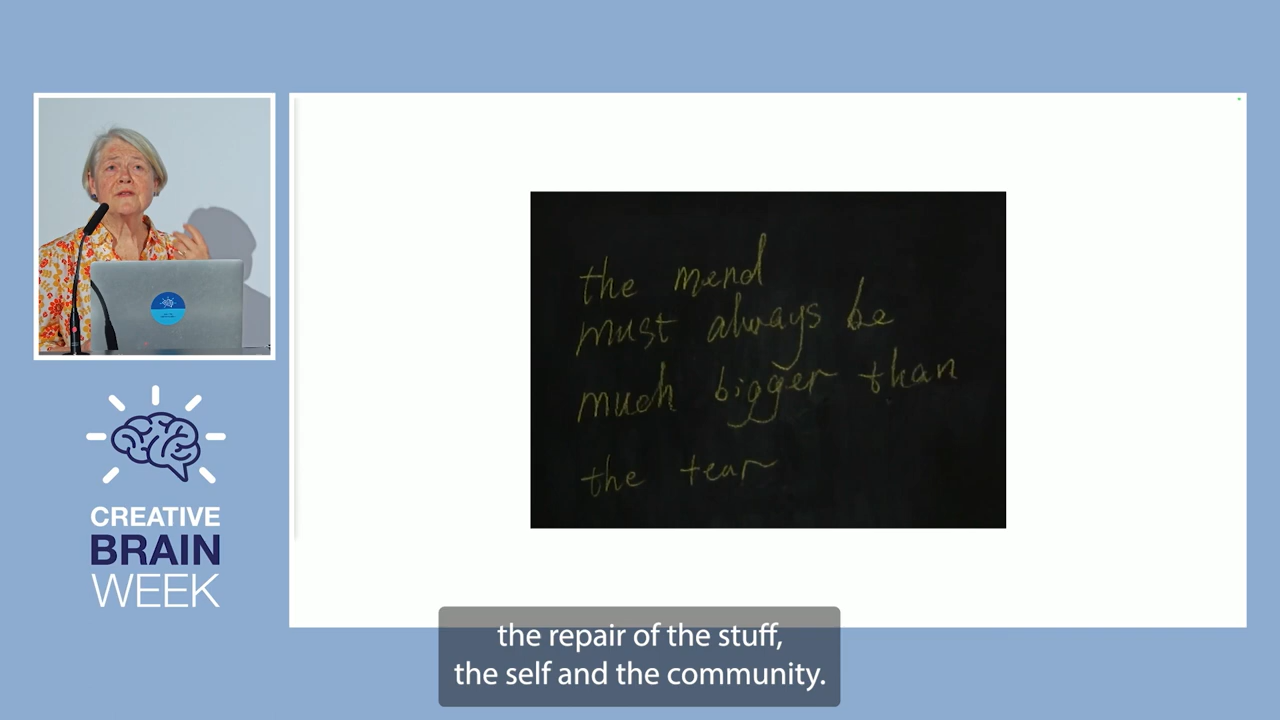 the mend
must always be
much bigger than
the tear
CREATIVE
BRAIN
WEEK
the repair of the stuff,
the self and the community.